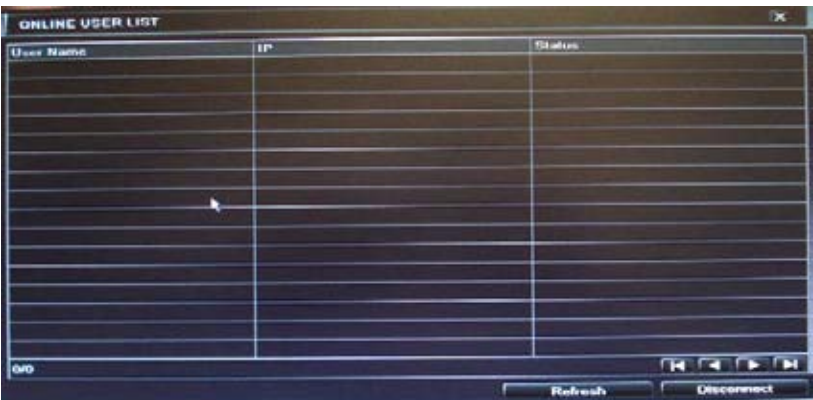 ONLINE USER LIST
User Name IP Status
0/0
Refresh Disconnect